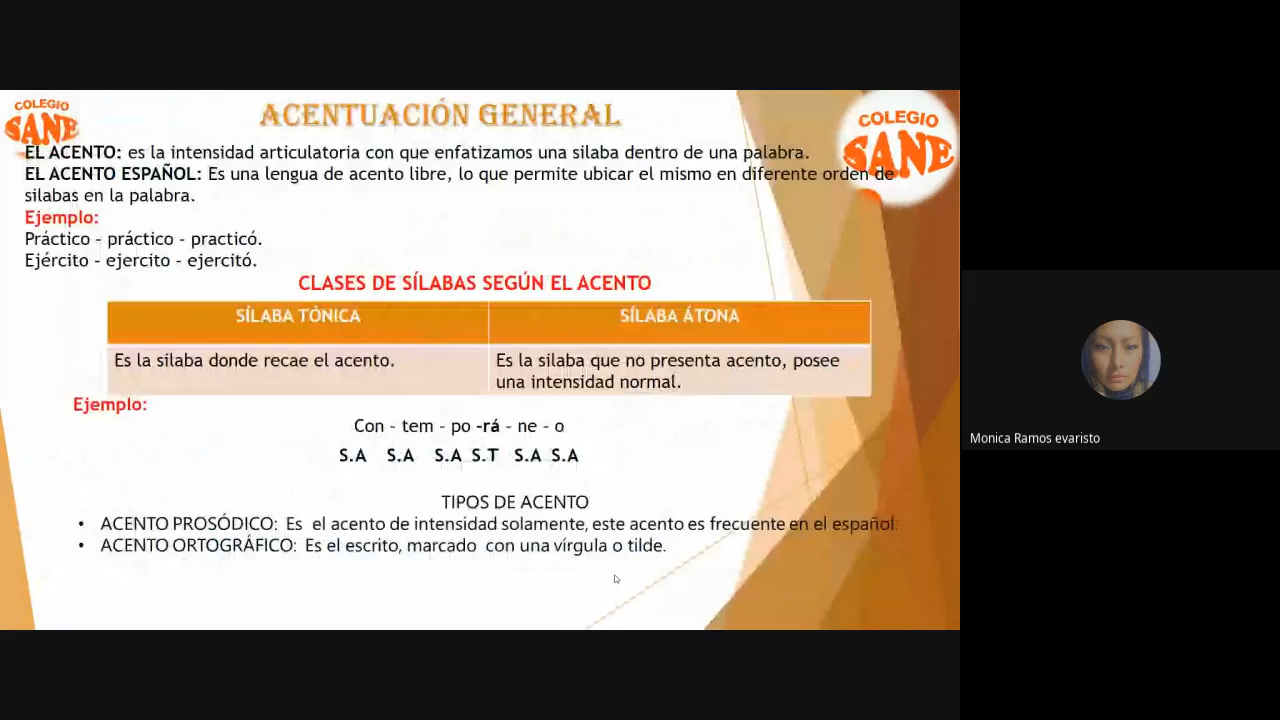 COLEGIO
SANE
ACENTUACIÓN GENERAL
COLEGIO
SANE
EL ACENTO: es la intensidad articulatoria con que enfatizamos una silaba dentro de una palabra.
EL ACENTO ESPAÑOL: Es una lengua de acento libre, lo que permite ubicar el mismo en diferente orden de
silabas en la palabra.
Ejemplo:
Práctico - práctico - practicó.
Ejército - ejercito - ejercitó.
CLASES DE SÍLABAS SEGÚN EL ACENTO
SÍLABA TÓNICA
SÍLABA ÁTONA
Es la silaba donde recae el acento.
Es la silaba que no presenta acento, posee
una intensidad normal.
Ejemplo:
Con - tem - po -rá - ne - o
S.A S.A S.A S.T S.A S.A
TIPOS DE ACENTO
• ACENTO PROSÓDICO: Es el acento de intensidad solamente, este acento es frecuente en el español.
• ACENTO ORTOGRÁFICO: Es el escrito, marcado con una vírgula o tilde.
Monica Ramos evaristo